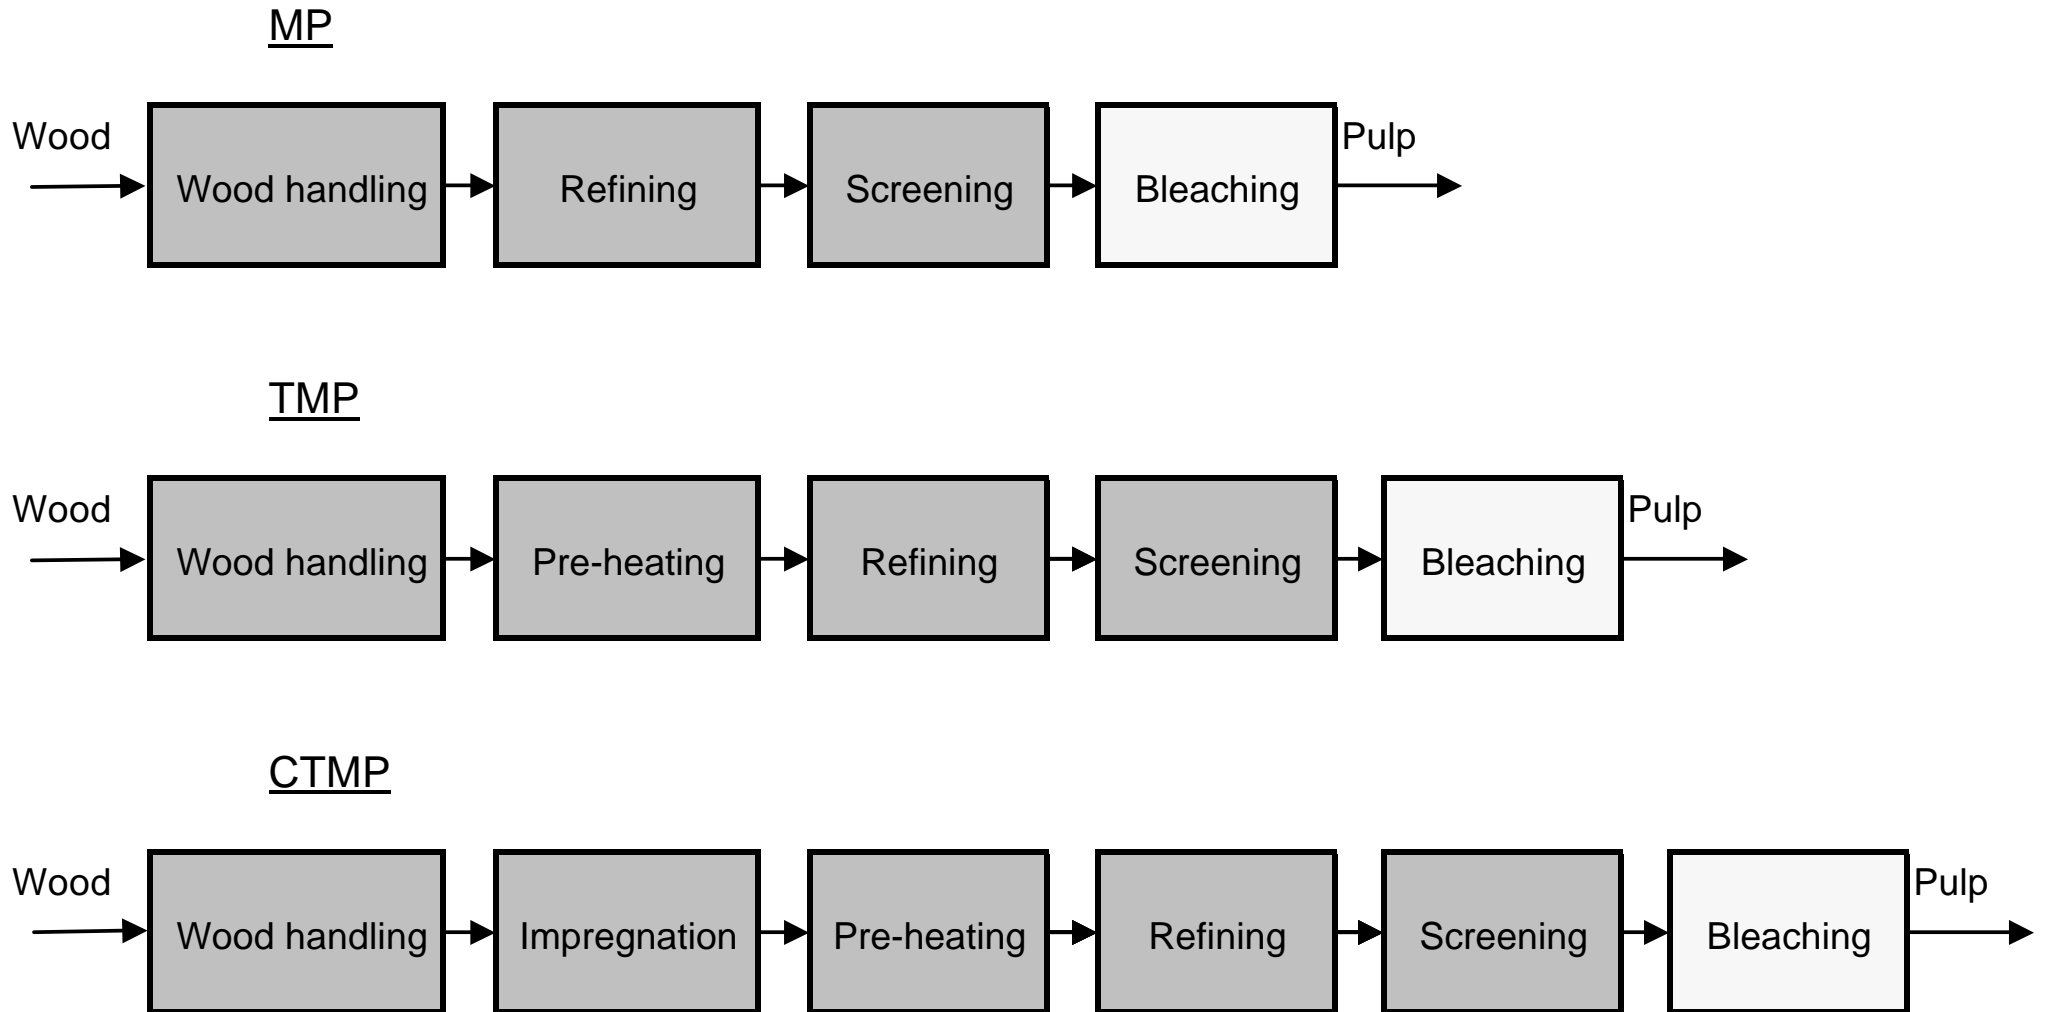 MP
Wood
Wood handling
Refining
Screening
Bleaching
Pulp
TMP
Wood
Wood handling
Pre-heating
Refining
Screening
Bleaching
Pulp
CTMP
Wood
Wood handling
Impregnation
Pre-heating
Refining
Screening
Bleaching
Pulp